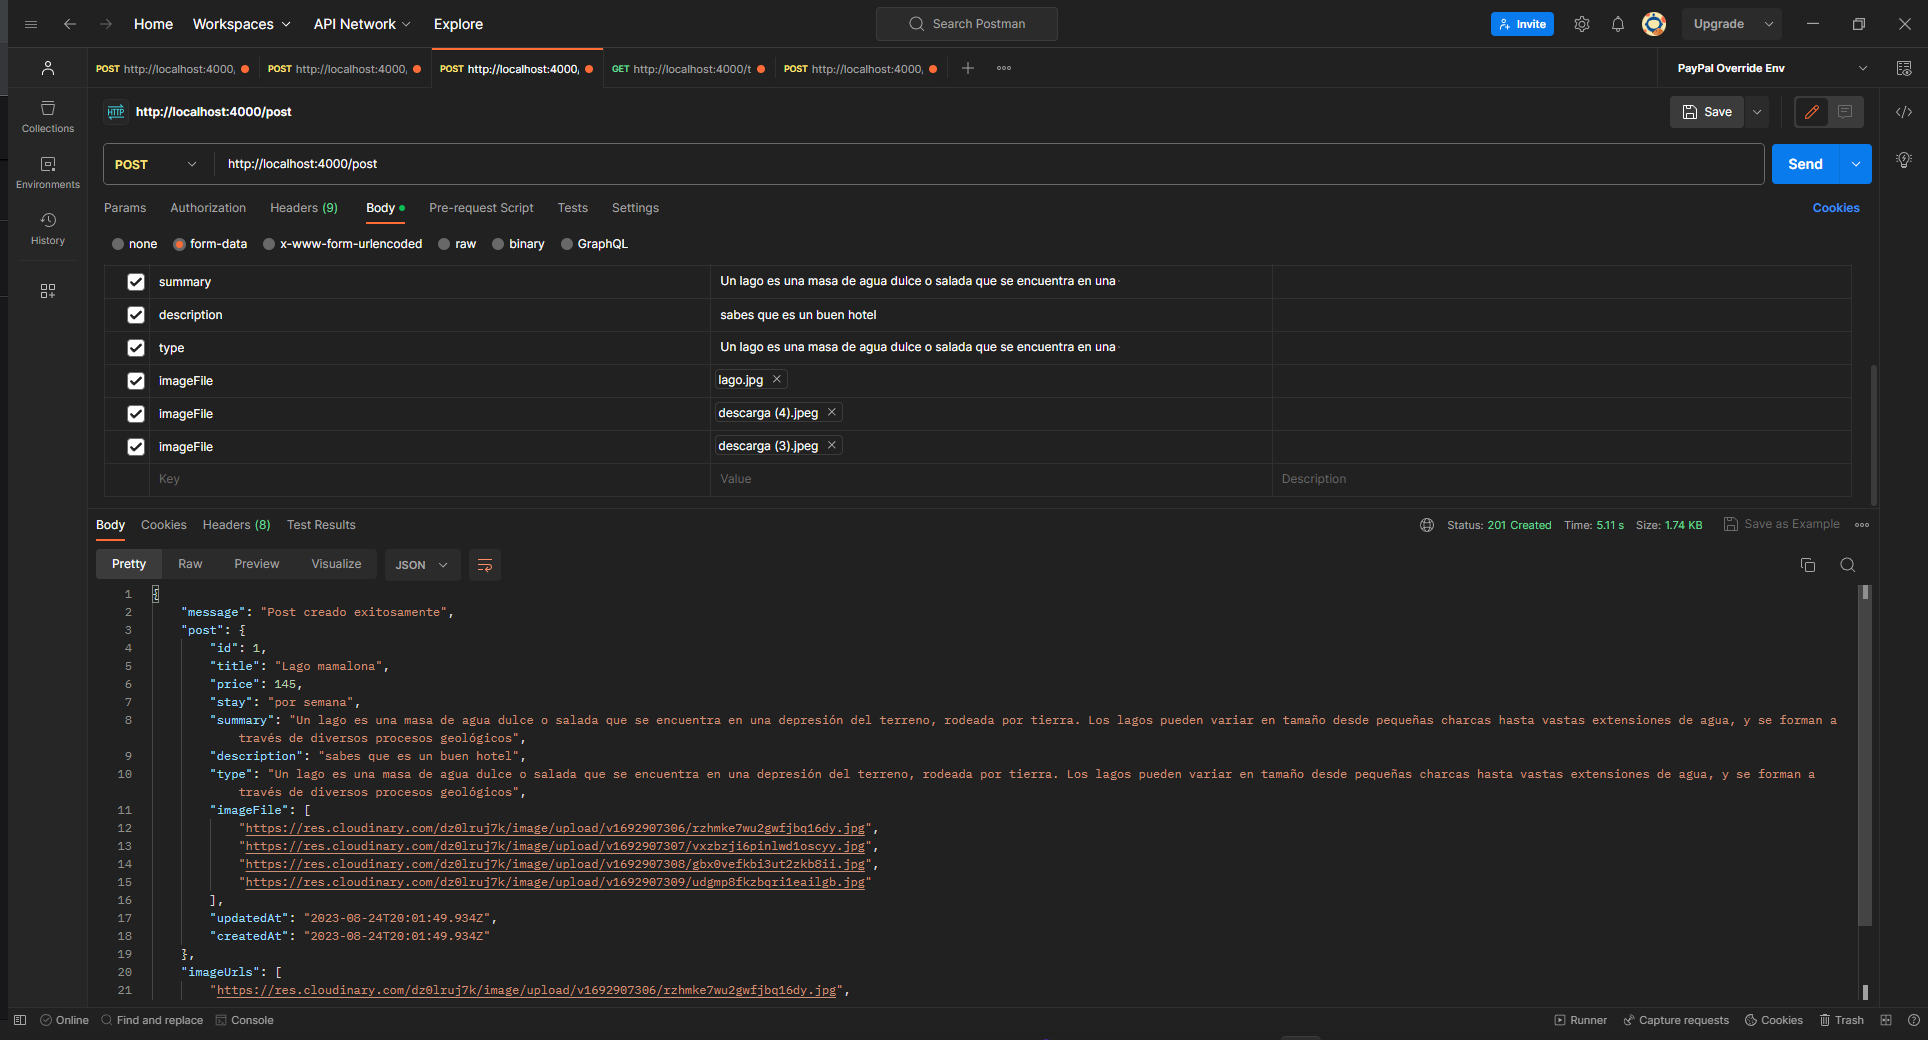 Home Workspaces API Network Explore Search Postman Invite Upgrade
POST http://localhost:4000, POST http://localhost:4000, POST http://localhost:4000, GET http://localhost:4000/t POST http://localhost:4000, PayPal Override Env
HTTP http://localhost:4000/post Save
Collections
Environments
History
POST http://localhost:4000/post Send
Params Authorization Headers (9) Body Pre-request Script Tests Settings Cookies
none form-data x-www-form-urlencoded raw binary GraphQL
summary Un lago es una masa de agua dulce o salada que se encuentra en una
description sabes que es un buen hotel
type Un lago es una masa de agua dulce o salada que se encuentra en una
imageFile lago.jpg
imageFile descarga (4).jpeg
imageFile descarga (3).jpeg
Key Value Description
Body Cookies Headers (8) Test Results Status: 201 Created Time: 5.11 s Size: 1.74 KB Save as Example
Pretty Raw Preview Visualize JSON
1 {
2 "message": "Post creado exitosamente",
3 "post": {
4 "id": 1,
5 "title": "Lago mamalona",
6 "price": 145,
7 "stay": "por semana",
8 "summary": "Un lago es una masa de agua dulce o salada que se encuentra en una depresión del terreno, rodeada por tierra. Los lagos pueden variar en tamaño desde pequeñas charcas hasta vastas extensiones de agua, y se forman a
través de diversos procesos geológicos",
9 "description": "sabes que es un buen hotel",
10 "type": "Un lago es una masa de agua dulce o salada que se encuentra en una depresión del terreno, rodeada por tierra. Los lagos pueden variar en tamaño desde pequeñas charcas hasta vastas extensiones de agua, y se forman a
través de diversos procesos geológicos",
11 "imageFile": [
12 "https://res.cloudinary.com/dz0lruj7k/image/upload/v1692907306/rzhmke7wu2gwfjbq16dy.jpg",
13 "https://res.cloudinary.com/dz0lruj7k/image/upload/v1692907307/vxzbzji6pinlwd1oscyy.jpg",
14 "https://res.cloudinary.com/dz0lruj7k/image/upload/v1692907308/gbx0vefkbi3ut2zkb8ii.jpg",
15 "https://res.cloudinary.com/dz0lruj7k/image/upload/v1692907309/udgmp8fkzbqri1eailgb.jpg"
16 ],
17 "updatedAt": "2023-08-24T20:01:49.934Z",
18 "createdAt": "2023-08-24T20:01:49.934Z"
19 },
20 "imageUrls": [
21 "https://res.cloudinary.com/dz0lruj7k/image/upload/v1692907306/rzhmke7wu2gwfjbq16dy.jpg",
Online Find and replace Console Runner Capture requests Cookies Trash